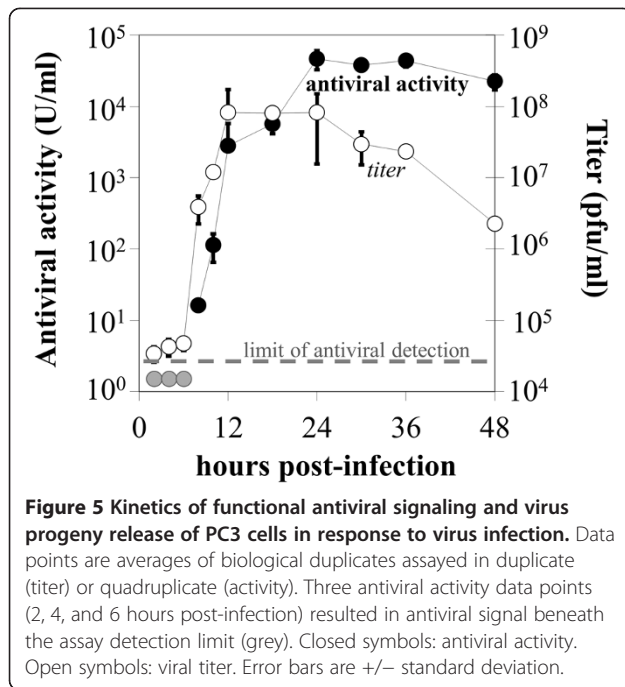 10⁵
10⁴
10³
10²
10¹
10⁰
Antiviral activity (U/ml)
antiviral activity
titer
limit of antiviral detection
10⁹
10⁸
10⁷
10⁶
10⁵
10⁴
Titer (pfu/ml)
0 12 24 36 48
hours post-infection
Figure 5 Kinetics of functional antiviral signaling and virus
progeny release of PC3 cells in response to virus infection. Data
points are averages of biological duplicates assayed in duplicate
(titer) or quadruplicate (activity). Three antiviral activity data points
(2, 4, and 6 hours post-infection) resulted in antiviral signal beneath
the assay detection limit (grey). Closed symbols: antiviral activity.
Open symbols: viral titer. Error bars are +/− standard deviation.